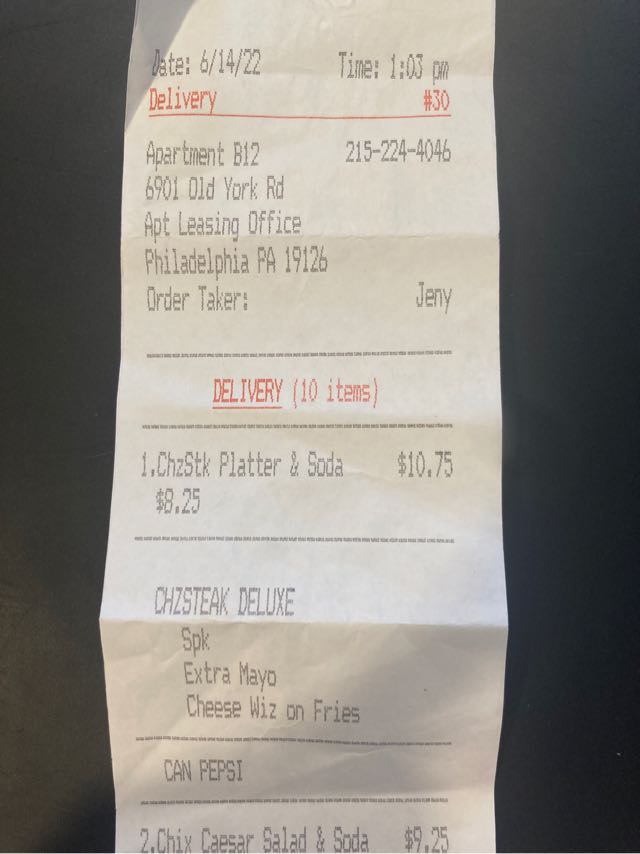 Date: 6/14/22 Time: 1:03 pm
Delivery #30
Apartment B12 215-224-4046
6901 Old York Rd
Apt Leasing Office
Philadelphia PA 19126
Order Taker: Jeny
DELIVERY (10 items)
1.ChzStk Platter & Soda $10.75
$8.25
CHZSTEAK DELUXE
Spk
Extra Mayo
Cheese Wiz on Fries
CAN PEPSI
2.Chix Caesar Salad & Soda $9.25